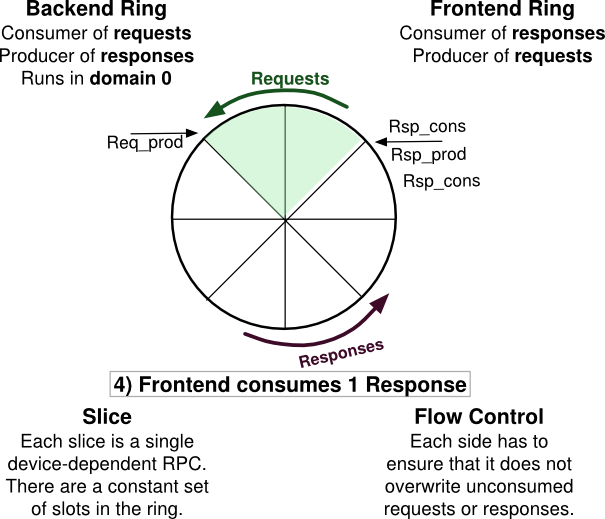 Backend Ring
Consumer of requests
Producer of responses
Runs in domain 0
Frontend Ring
Consumer of responses
Producer of requests
Requests
Req_prod
Rsp_cons
Rsp_prod
Rsp_cons
Responses
4) Frontend consumes 1 Response
Slice
Each slice is a single
device-dependent RPC.
There are a constant set
of slots in the ring.
Flow Control
Each side has to
ensure that it does not
overwrite unconsumed
requests or responses.